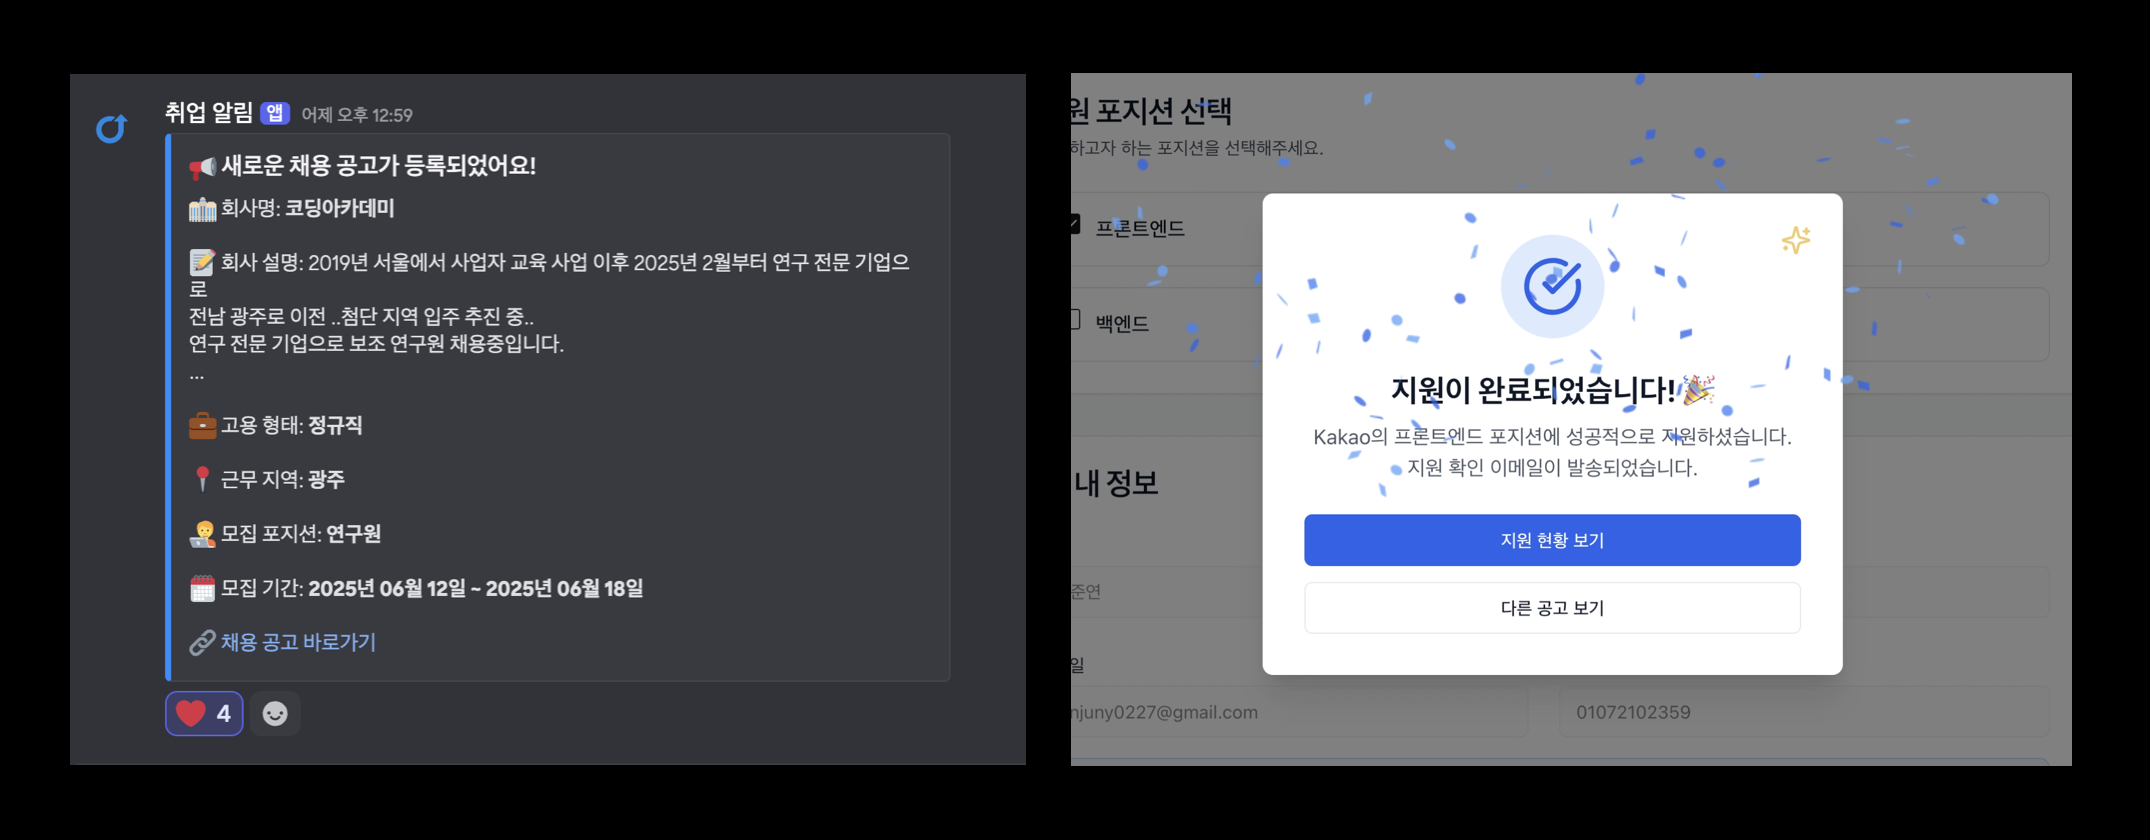 취업 알림 앱 어제 오후 12:59
새로운 채용 공고가 등록되었어요!
회사명: 코딩아카데미
회사 설명: 2019년 서울에서 사업자 교육 사업 이후 2025년 2월부터 연구 전문 기업으
로
전남 광주로 이전 ..첨단 지역 입주 추진 중..
연구 전문 기업으로 보조 연구원 채용중입니다.
...
고용 형태: 정규직
근무 지역: 광주
모집 포지션: 연구원
모집 기간: 2025년 06월 12일 ~ 2025년 06월 18일
채용 공고 바로가기
4
원 포지션 선택
하고자 하는 포지션을 선택해주세요.
프론트엔드
백엔드
지원이 완료되었습니다!
Kakao의 프론트엔드 포지션에 성공적으로 지원하셨습니다.
지원 확인 이메일이 발송되었습니다.
지원 현황 보기
다른 공고 보기
내 정보
준연
일
njuny0227@gmail.com
01072102359